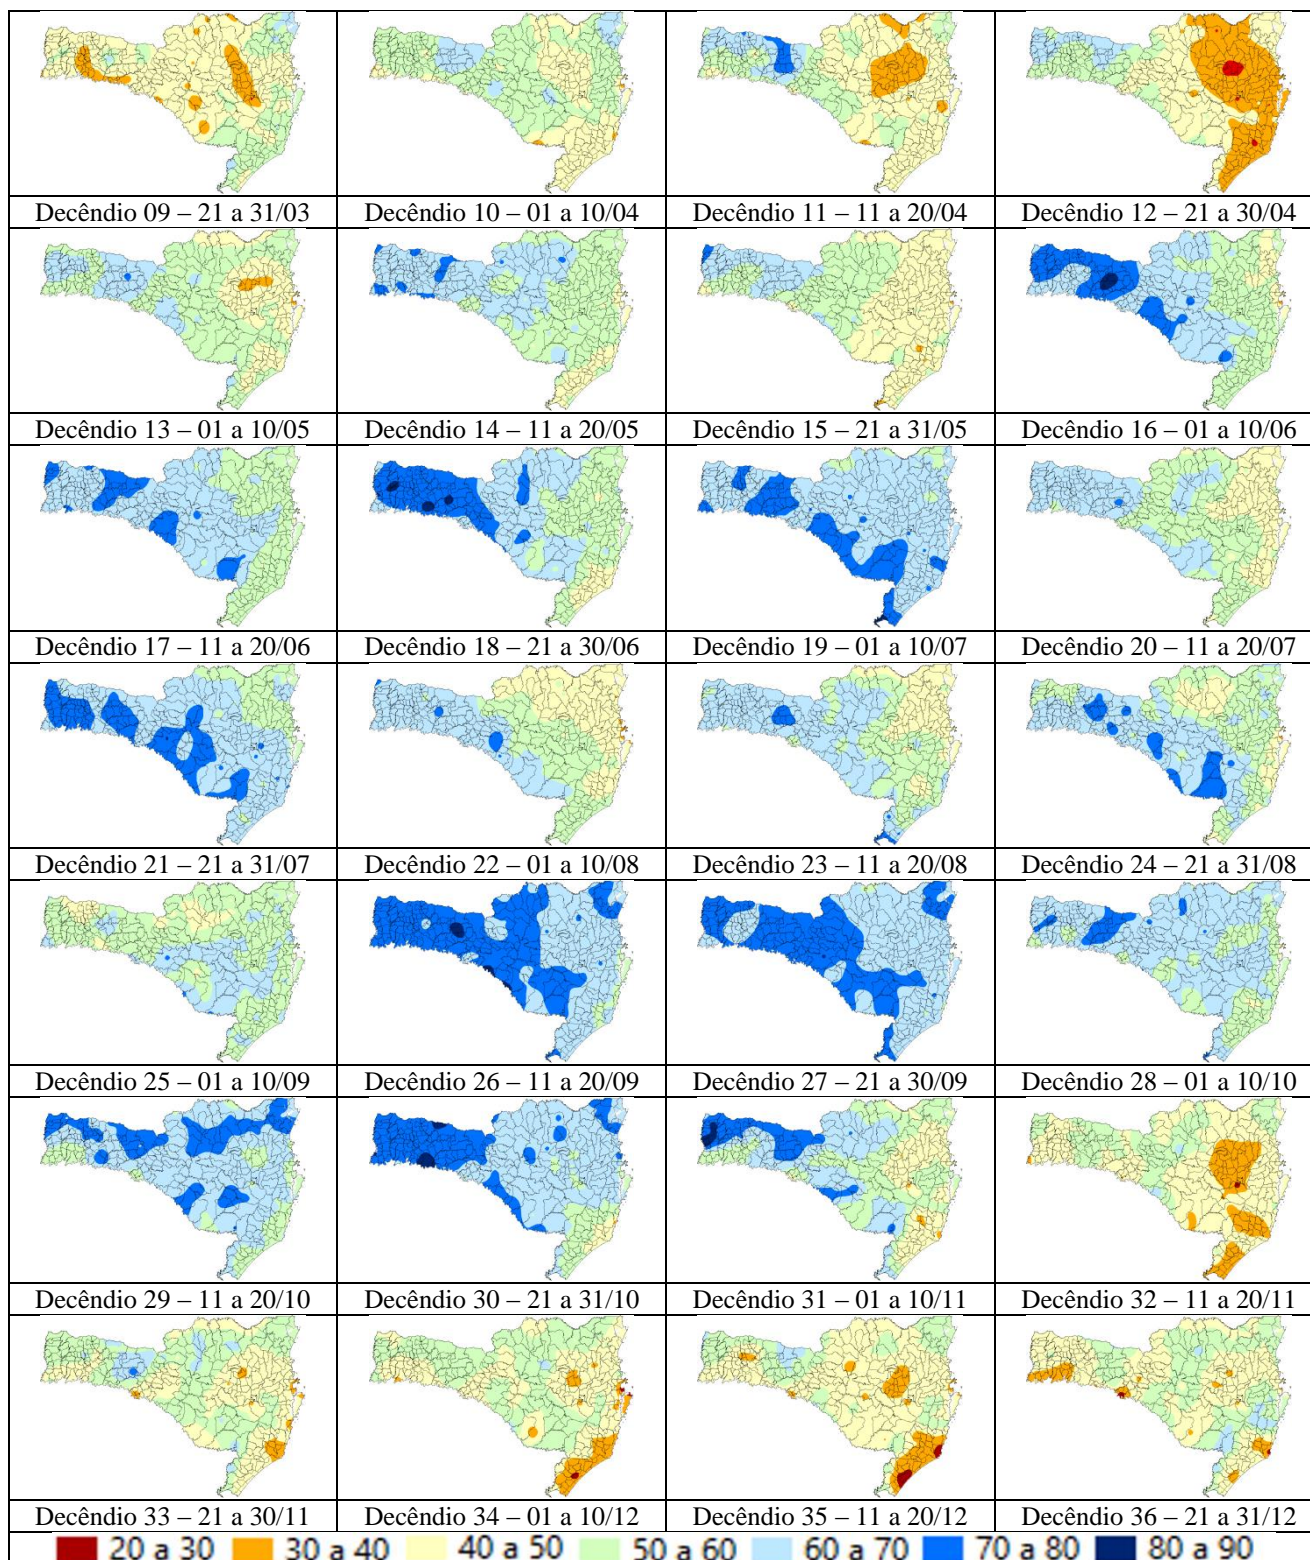 Decêndio 09 – 21 a 31/03
Decêndio 10 – 01 a 10/04
Decêndio 11 – 11 a 20/04
Decêndio 12 – 21 a 30/04
Decêndio 13 – 01 a 10/05
Decêndio 14 – 11 a 20/05
Decêndio 15 – 21 a 31/05
Decêndio 16 – 01 a 10/06
Decêndio 17 – 11 a 20/06
Decêndio 18 – 21 a 30/06
Decêndio 19 – 01 a 10/07
Decêndio 20 – 11 a 20/07
Decêndio 21 – 21 a 31/07
Decêndio 22 – 01 a 10/08
Decêndio 23 – 11 a 20/08
Decêndio 24 – 21 a 31/08
Decêndio 25 – 01 a 10/09
Decêndio 26 – 11 a 20/09
Decêndio 27 – 21 a 30/09
Decêndio 28 – 01 a 10/10
Decêndio 29 – 11 a 20/10
Decêndio 30 – 21 a 31/10
Decêndio 31 – 01 a 10/11
Decêndio 32 – 11 a 20/11
Decêndio 33 – 21 a 30/11
Decêndio 34 – 01 a 10/12
Decêndio 35 – 11 a 20/12
Decêndio 36 – 21 a 31/12
20 a 30 30 a 40 40 a 50 50 a 60 60 a 70 70 a 80 80 a 90